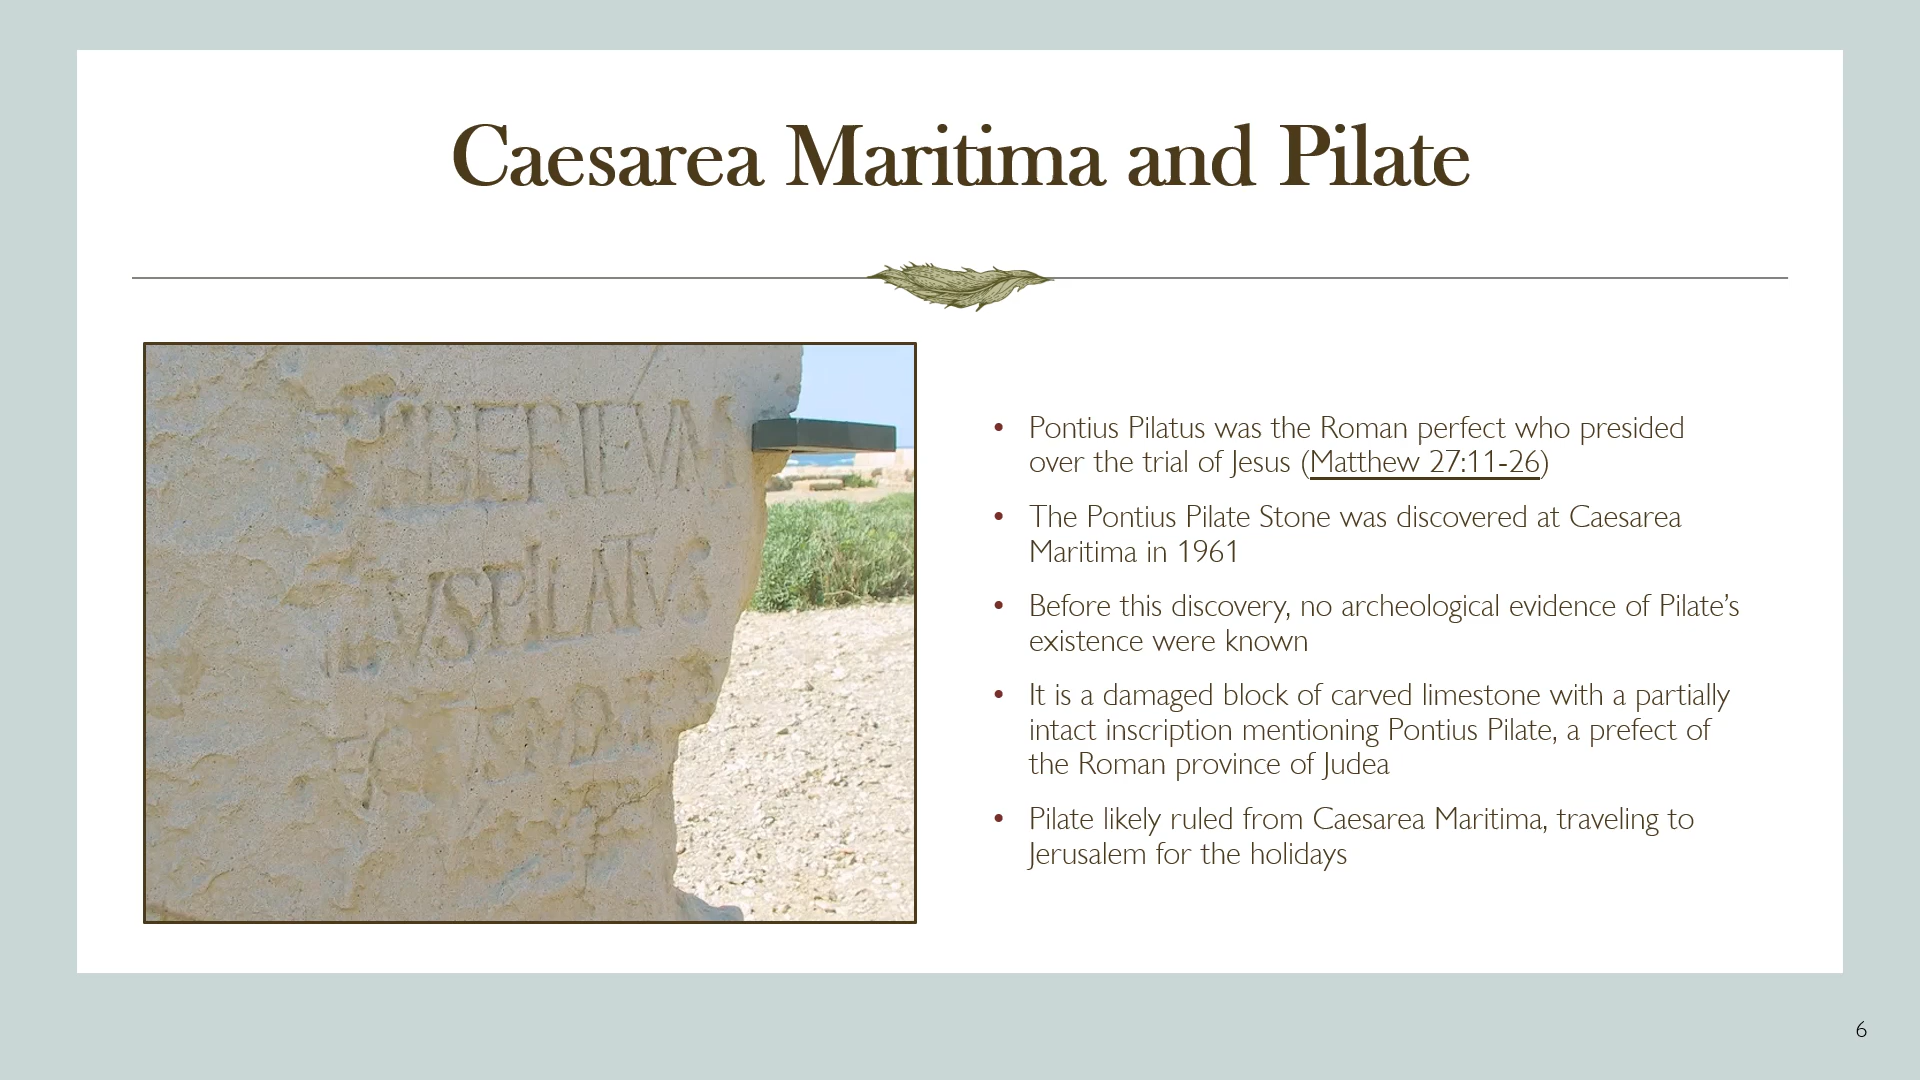 Caesarea Maritima and Pilate
TIBERIEVM
VSPILATVS
• Pontius Pilatus was the Roman perfect who presided
over the trial of Jesus (Matthew 27:11-26)
• The Pontius Pilate Stone was discovered at Caesarea
Maritima in 1961
• Before this discovery, no archeological evidence of Pilate’s
existence were known
• It is a damaged block of carved limestone with a partially
intact inscription mentioning Pontius Pilate, a prefect of
the Roman province of Judea
• Pilate likely ruled from Caesarea Maritima, traveling to
Jerusalem for the holidays
6